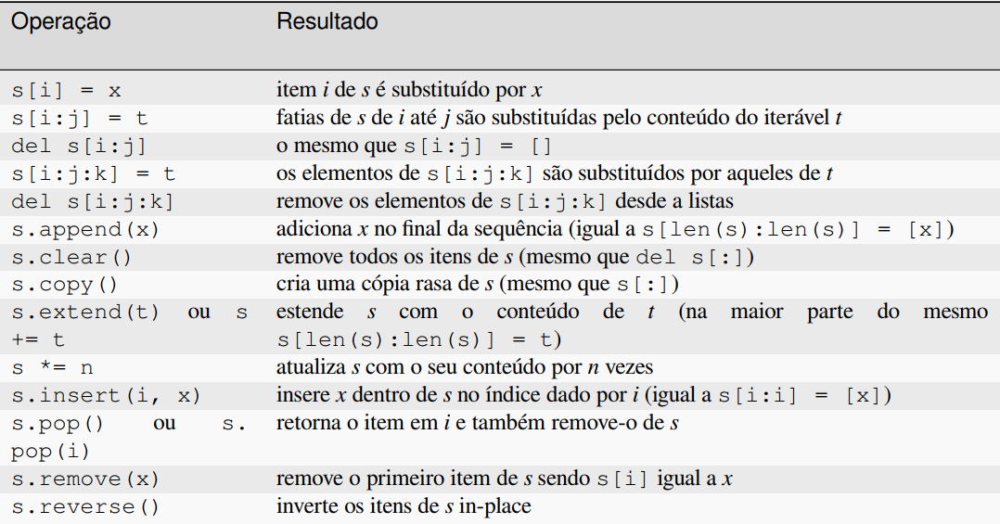 Operação Resultado
s[i] = x item i de s é substituído por x
s[i:j] = t fatias de s de i até j são substituídas pelo conteúdo do iterável t
del s[i:j] o mesmo que s[i:j] = []
s[i:j:k] = t os elementos de s[i:j:k] são substituídos por aqueles de t
del s[i:j:k] remove os elementos de s[i:j:k] desde a listas
s.append(x) adiciona x no final da sequência (igual a s[len(s):len(s)] = [x])
s.clear() remove todos os itens de s (mesmo que del s[:])
s.copy() cria uma cópia rasa de s (mesmo que s[:])
s.extend(t) ou s estende s com o conteúdo de t (na maior parte do mesmo
+= t s[len(s):len(s)] = t)
s *= n atualiza s com o seu conteúdo por n vezes
s.insert(i, x) insere x dentro de s no índice dado por i (igual a s[i:i] = [x])
s.pop() ou s. retorna o item em i e também remove-o de s
pop(i)
s.remove(x) remove o primeiro item de s sendo s[i] igual a x
s.reverse() inverte os itens de s in-place